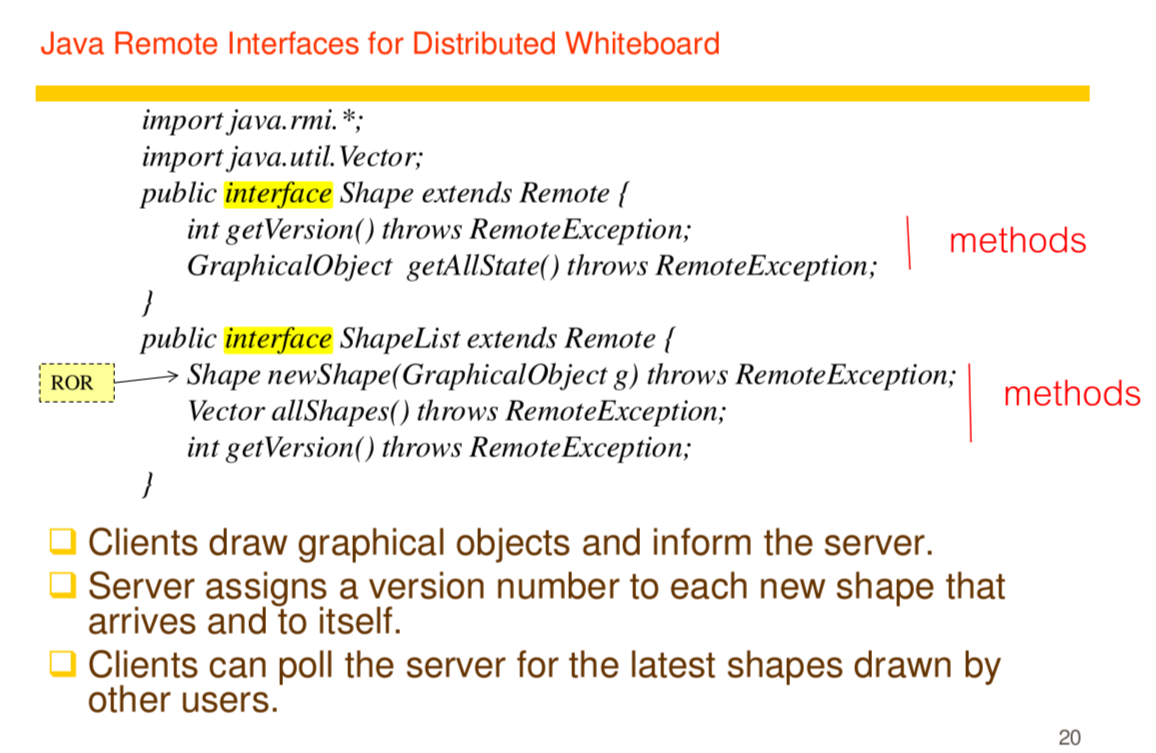 Java Remote Interfaces for Distributed Whiteboard
import java.rmi.*;
import java.util.Vector;
public interface Shape extends Remote {
int getVersion() throws RemoteException;
GraphicalObject getAllState() throws RemoteException;
methods
}
public interface ShapeList extends Remote {
ROR
Shape newShape(GraphicalObject g) throws RemoteException;
Vector allShapes() throws RemoteException;
methods
int getVersion() throws RemoteException;
}
Clients draw graphical objects and inform the server.
Server assigns a version number to each new shape that
arrives and to itself.
Clients can poll the server for the latest shapes drawn by
other users.
20